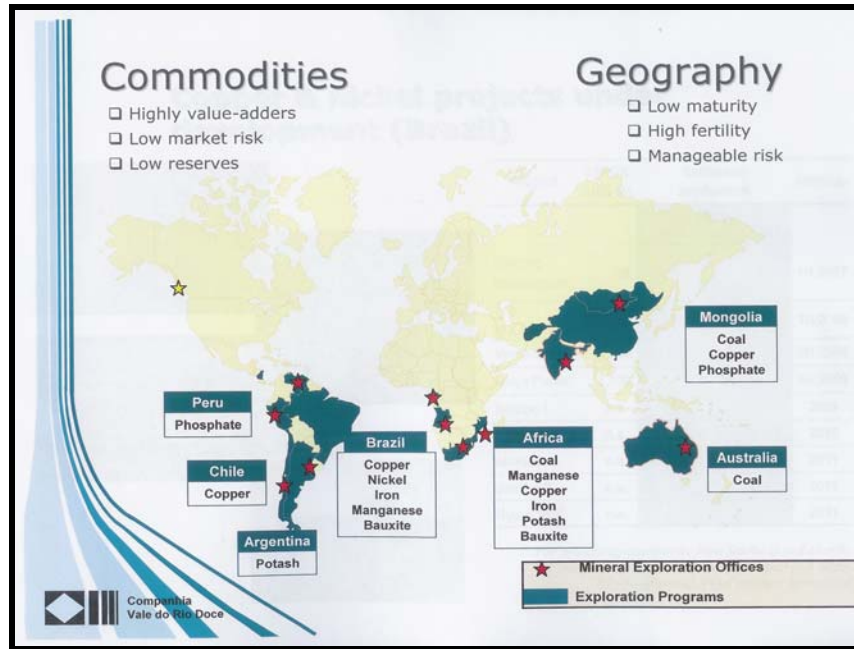 Commodities
❑ Highly value-adders
❑ Low market risk
❑ Low reserves
Geography
❑ Low maturity
❑ High fertility
❑ Manageable risk
Mongolia
Coal
Copper
Phosphate
Peru
Phosphate
Chile
Copper
Argentina
Potash
Brazil
Copper
Nickel
Iron
Manganese
Bauxite
Africa
Coal
Manganese
Copper
Iron
Potash
Bauxite
Australia
Coal
Mineral Exploration Offices
Exploration Programs
Companhia
Vale do Rio Doce